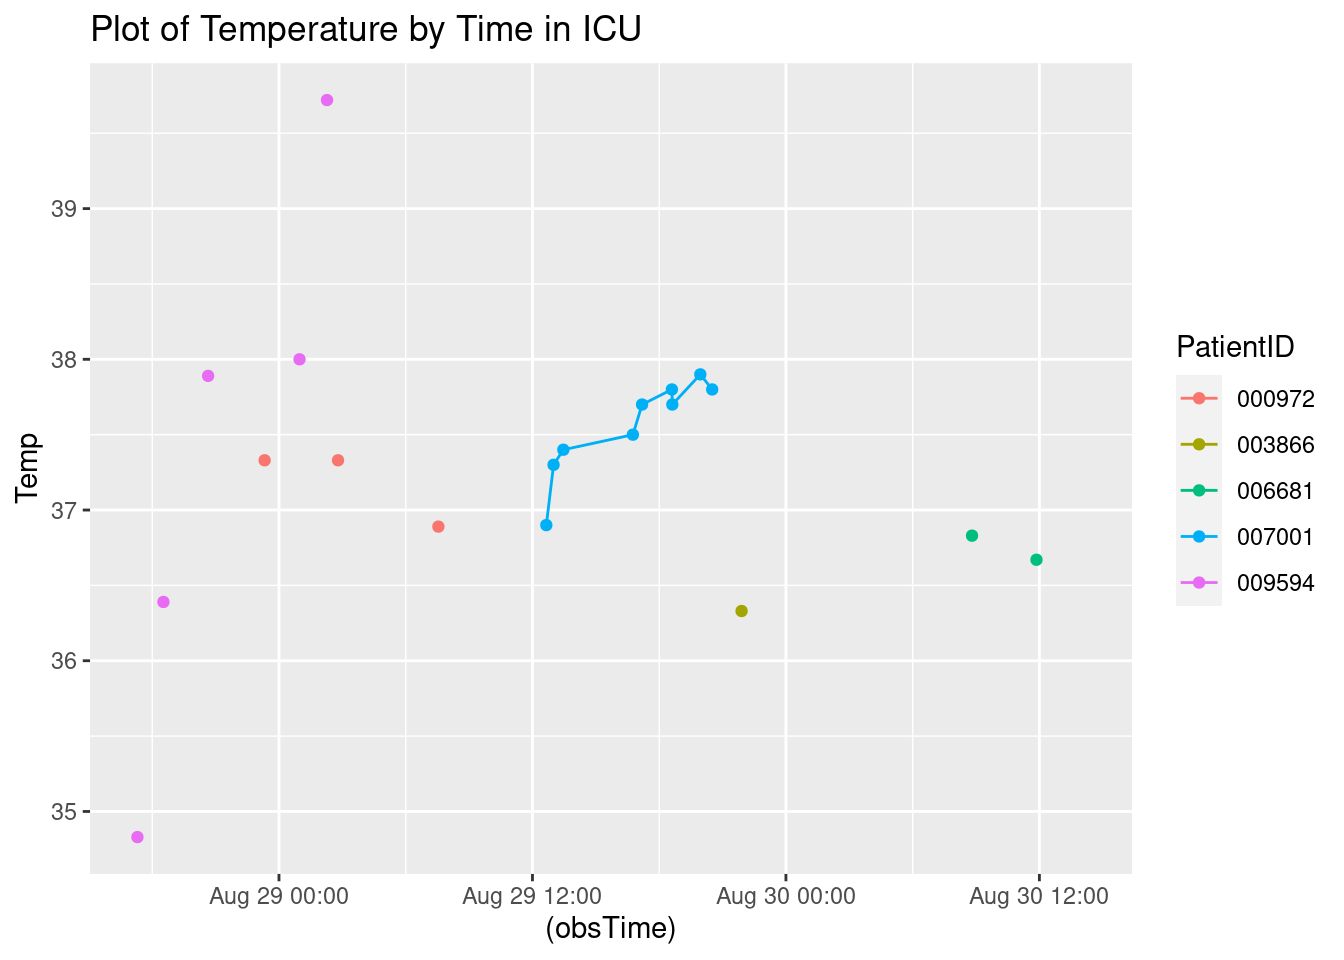 Plot of Temperature by Time in ICU
39
38
37
36
35
Temp
Aug 29 00:00
Aug 29 12:00
Aug 30 00:00
Aug 30 12:00
(obsTime)
PatientID
000972
003866
006681
007001
009594